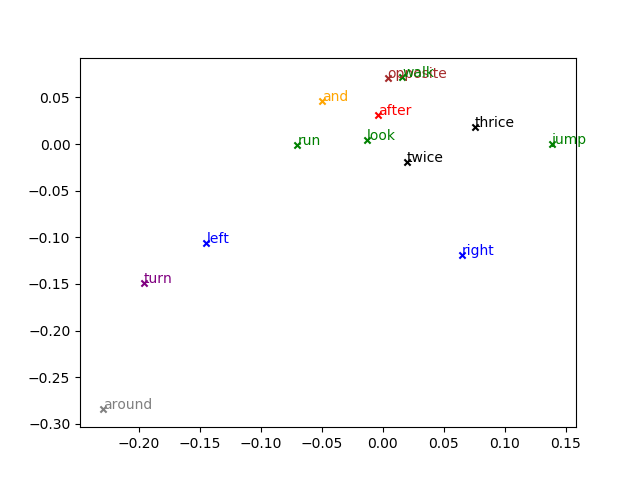 opposite
walk
and
after
thrice
run
look
jump
twice
left
right
turn
around
0.05
0.00
−0.05
−0.10
−0.15
−0.20
−0.25
−0.30
−0.20 −0.15 −0.10 −0.05 0.00 0.05 0.10 0.15